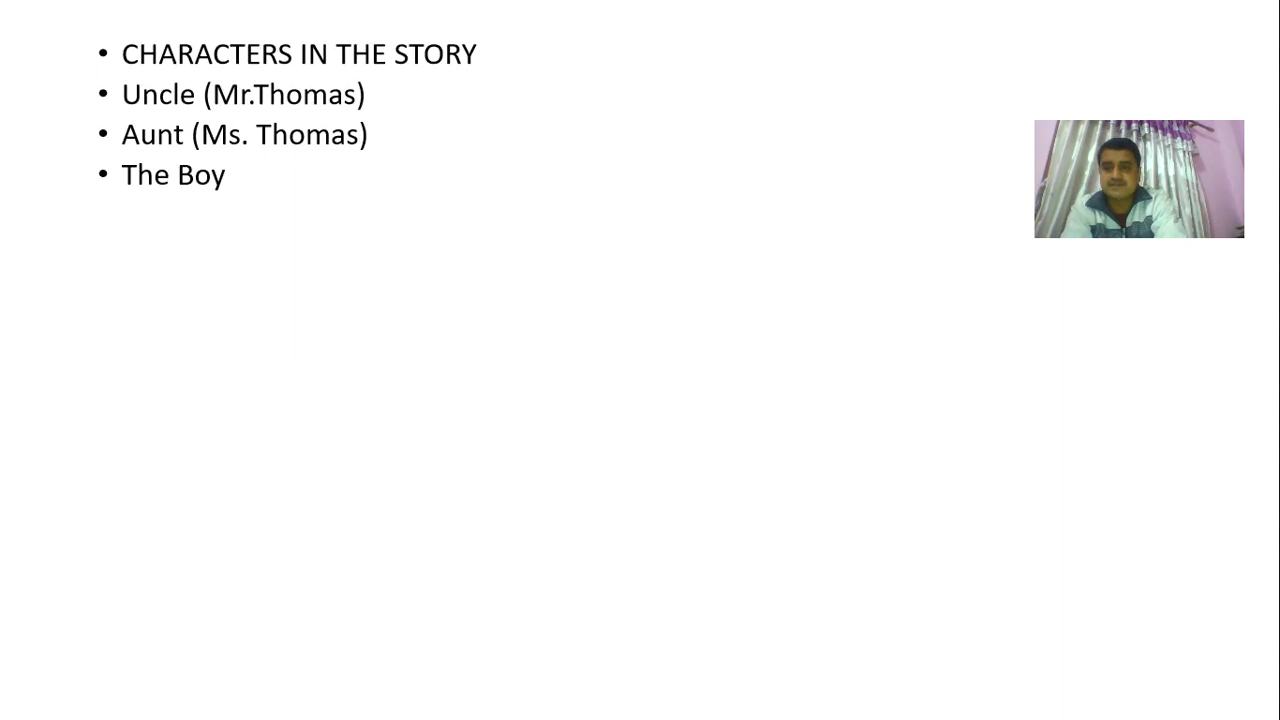 • CHARACTERS IN THE STORY
• Uncle (Mr.Thomas)
• Aunt (Ms. Thomas)
• The Boy